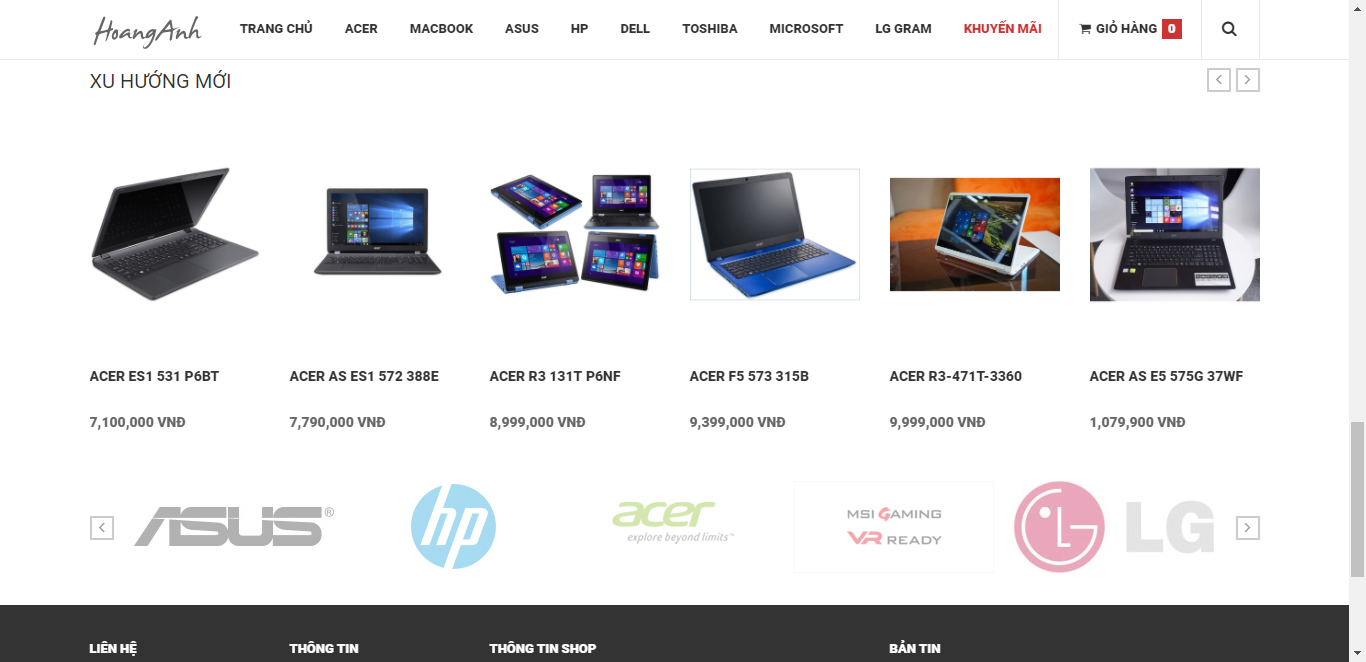 HoangAnh
TRANG CHỦ ACER MACBOOK ASUS HP DELL TOSHIBA MICROSOFT LG GRAM KHUYẾN MÃI GIỎ HÀNG 0
XU HƯỚNG MỚI
ACER ES1 531 P6BT
ACER AS ES1 572 388E
ACER R3 131T P6NF
ACER F5 573 315B
ACER R3-471T-3360
ACER AS E5 575G 37WF
7,100,000 VNĐ
7,790,000 VNĐ
8,999,000 VNĐ
9,399,000 VNĐ
9,999,000 VNĐ
1,079,900 VNĐ
ASUS®
hp
acer
explore beyond limits™
MSI GAMING
VR READY
LG
LG
LIÊN HỆ
THÔNG TIN
THÔNG TIN SHOP
BẢN TIN